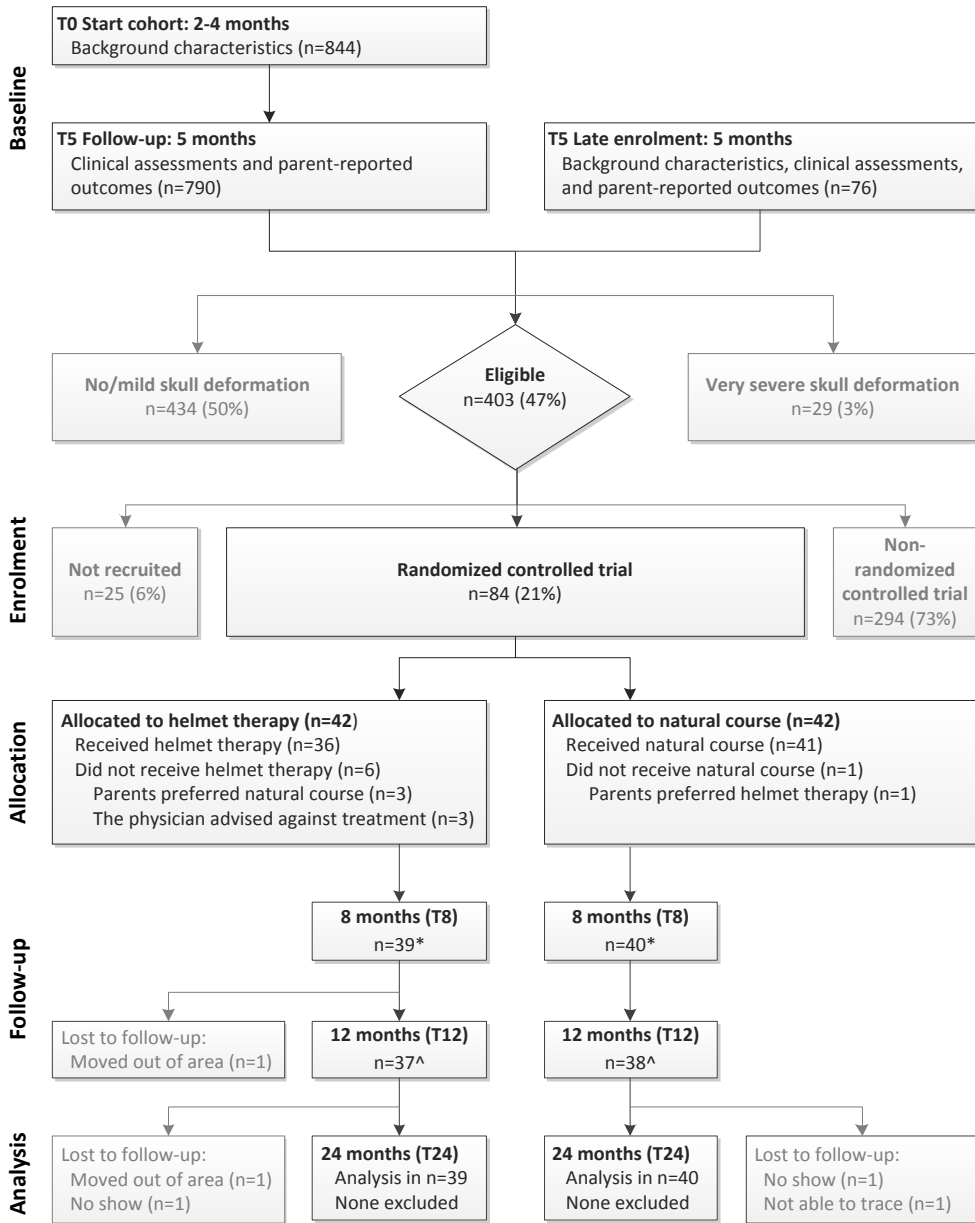 Baseline
T0 Start cohort: 2-4 months
Background characteristics (n=844)
T5 Follow-up: 5 months
Clinical assessments and parent-reported
outcomes (n=790)
T5 Late enrolment: 5 months
Background characteristics, clinical assessments,
and parent-reported outcomes (n=76)
No/mild skull deformation
n=434 (50%)
Eligible
n=403 (47%)
Very severe skull deformation
n=29 (3%)
Enrolment
Not recruited
n=25 (6%)
Randomized controlled trial
n=84 (21%)
Non-
randomized
controlled trial
n=294 (73%)
Allocation
Allocated to helmet therapy (n=42)
Received helmet therapy (n=36)
Did not receive helmet therapy (n=6)
Parents preferred natural course (n=3)
The physician advised against treatment (n=3)
Allocated to natural course (n=42)
Received natural course (n=41)
Did not receive natural course (n=1)
Parents preferred helmet therapy (n=1)
Follow-up
8 months (T8)
n=39*
8 months (T8)
n=40*
Lost to follow-up:
Moved out of area (n=1)
12 months (T12)
n=37^
12 months (T12)
n=38^
Analysis
Lost to follow-up:
Moved out of area (n=1)
No show (n=1)
24 months (T24)
Analysis in n=39
None excluded
24 months (T24)
Analysis in n=40
None excluded
Lost to follow-up:
No show (n=1)
Not able to trace (n=1)